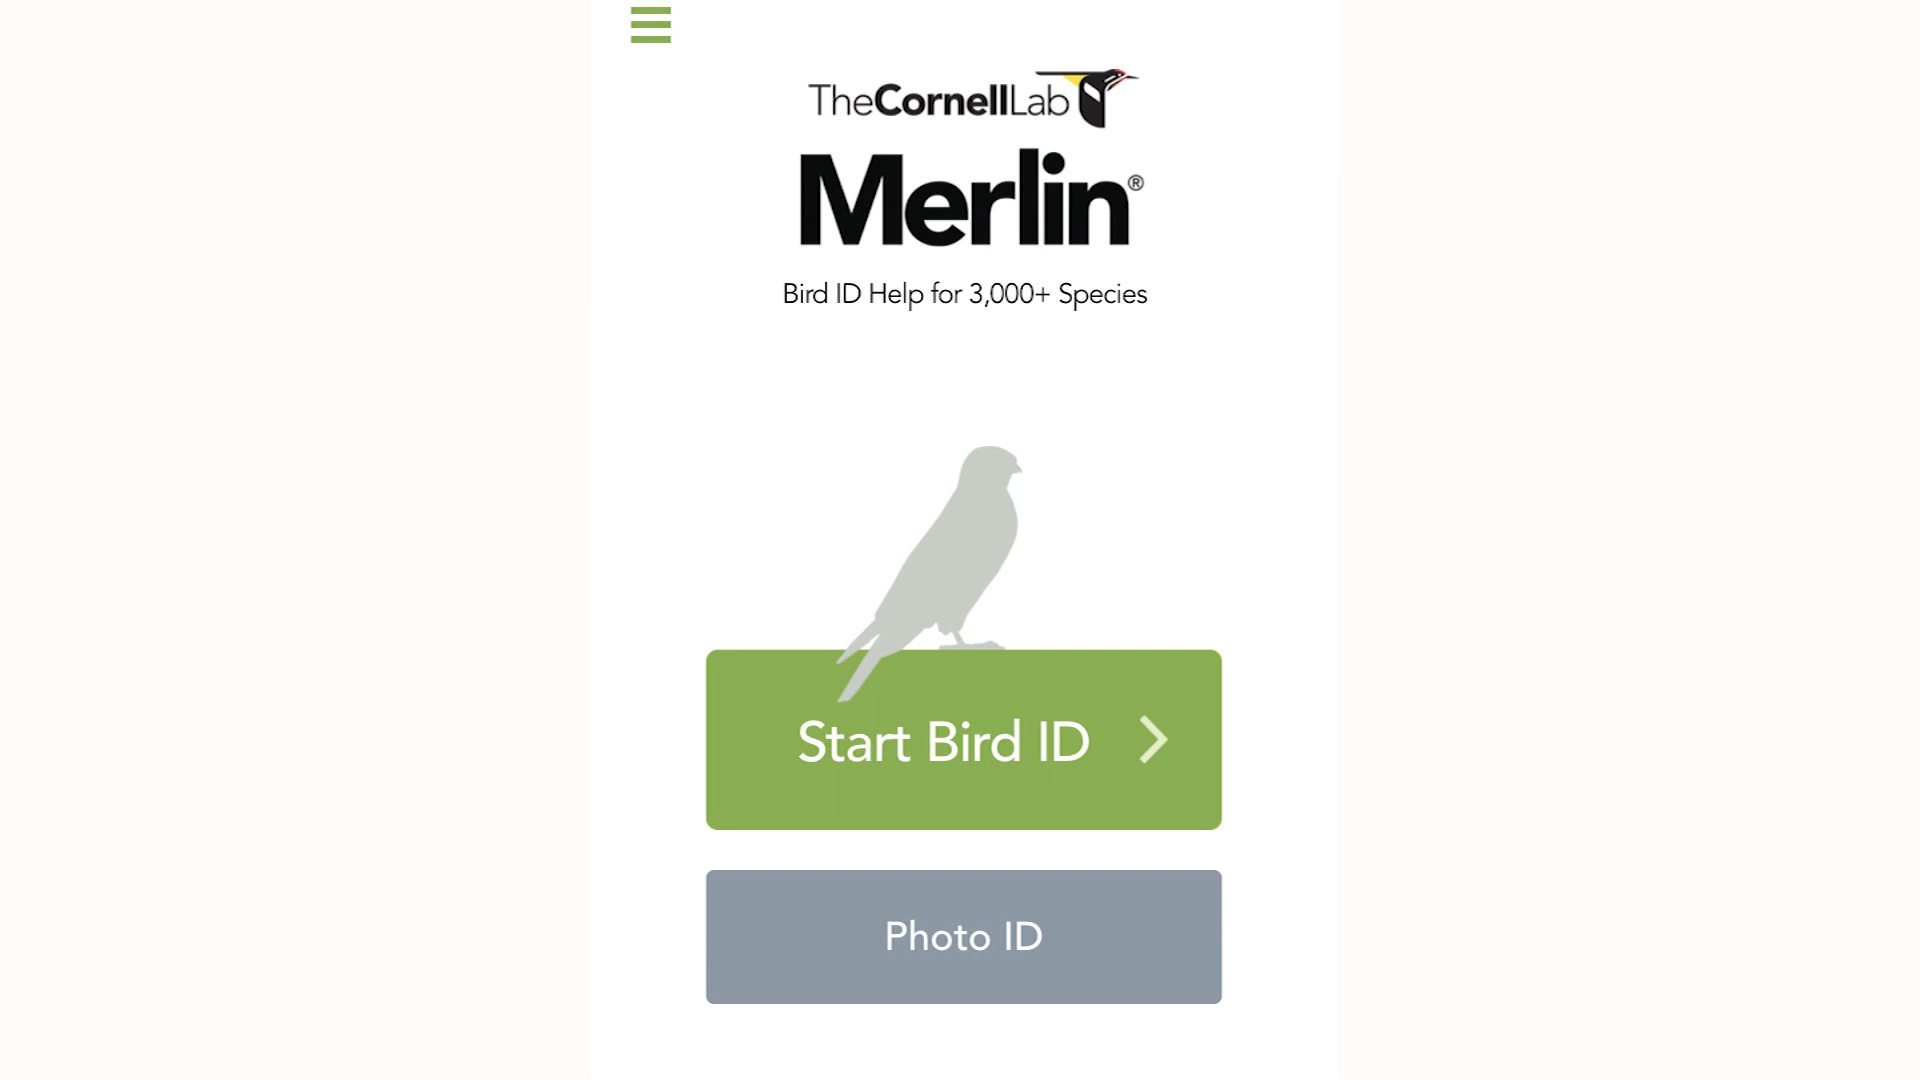 TheCornellLab
Merlin®
Bird ID Help for 3,000+ Species
Start Bird ID
Photo ID